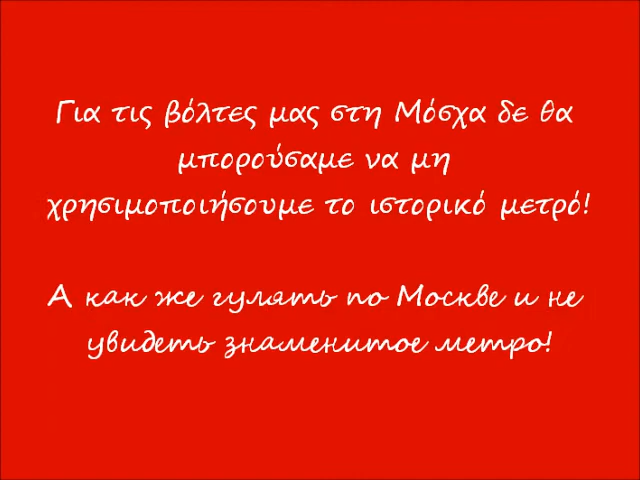 Για τις βόλτες μας στη Μόσχα δε θα
μπορούσαμε να μη
χρησιμοποιήσουμε το ιστορικό μετρό!
А как же гулять по Москве и не
увидеть знаменитое метро!